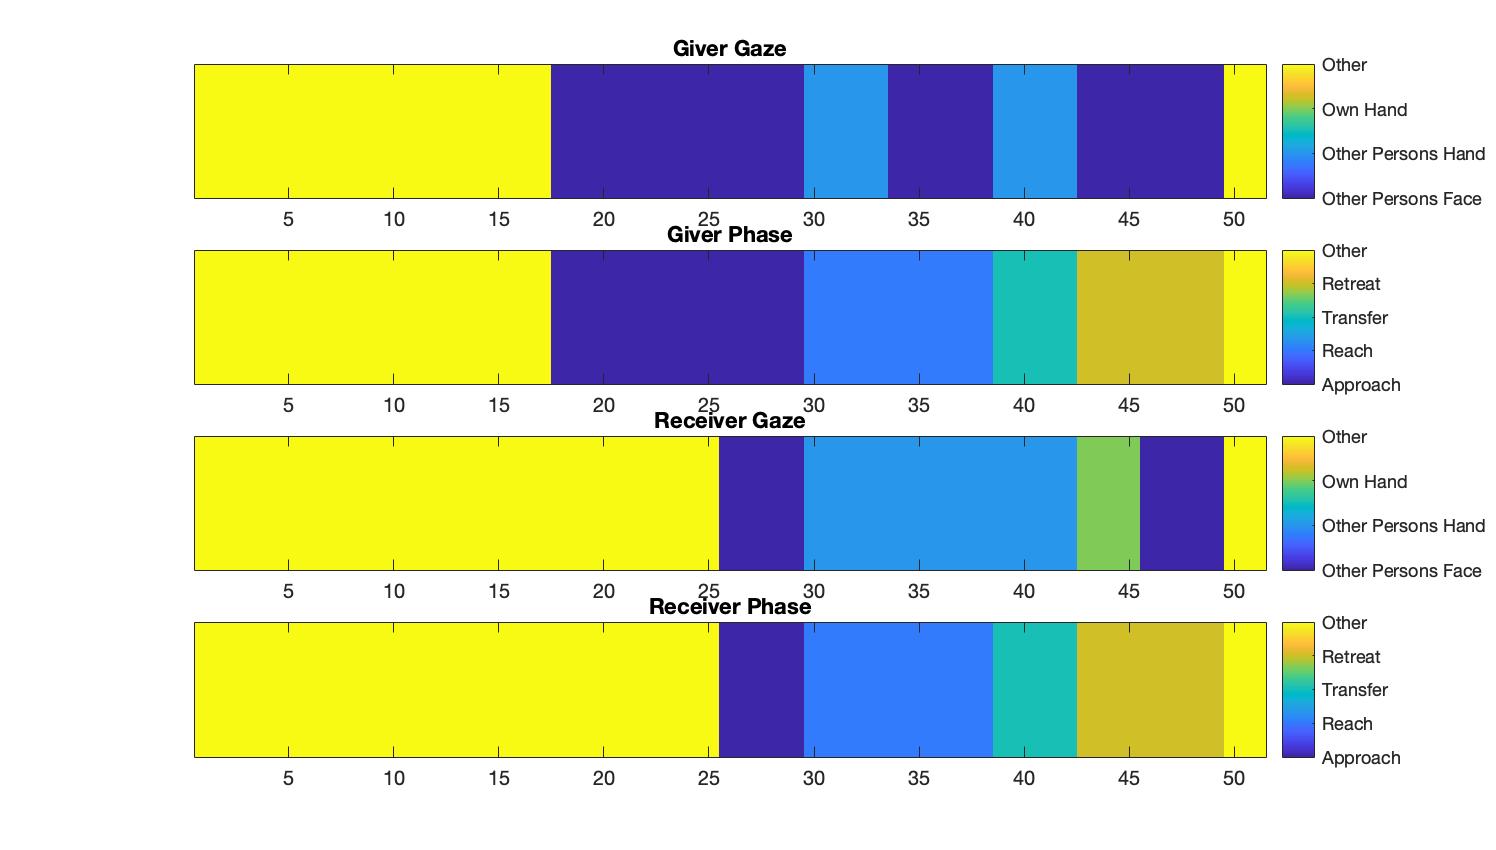 Giver Gaze
Other
Own Hand
Other Persons Hand
Other Persons Face
5 10 15 20 25 30 35 40 45 50
Giver Phase
Other
Retreat
Transfer
Reach
Approach
5 10 15 20 25 30 35 40 45 50
Receiver Gaze
Other
Own Hand
Other Persons Hand
Other Persons Face
5 10 15 20 25 30 35 40 45 50
Receiver Phase
Other
Retreat
Transfer
Reach
Approach
5 10 15 20 25 30 35 40 45 50